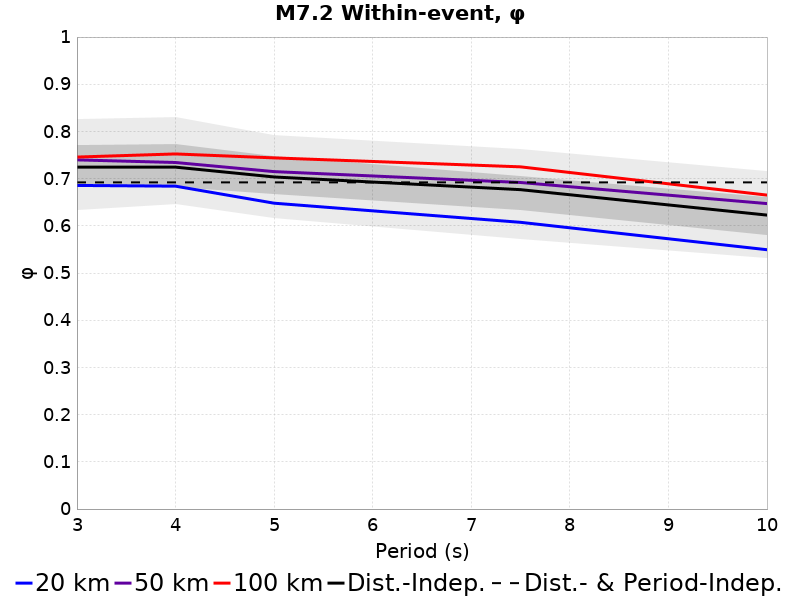 M7.2 Within-event, φ
1
0.9
0.8
0.7
0.6
0.5
0.4
0.3
0.2
0.1
0
φ
3 4 5 6 7 8 9 10
Period (s)
20 km 50 km 100 km Dist.-Indep. Dist.- & Period-Indep.